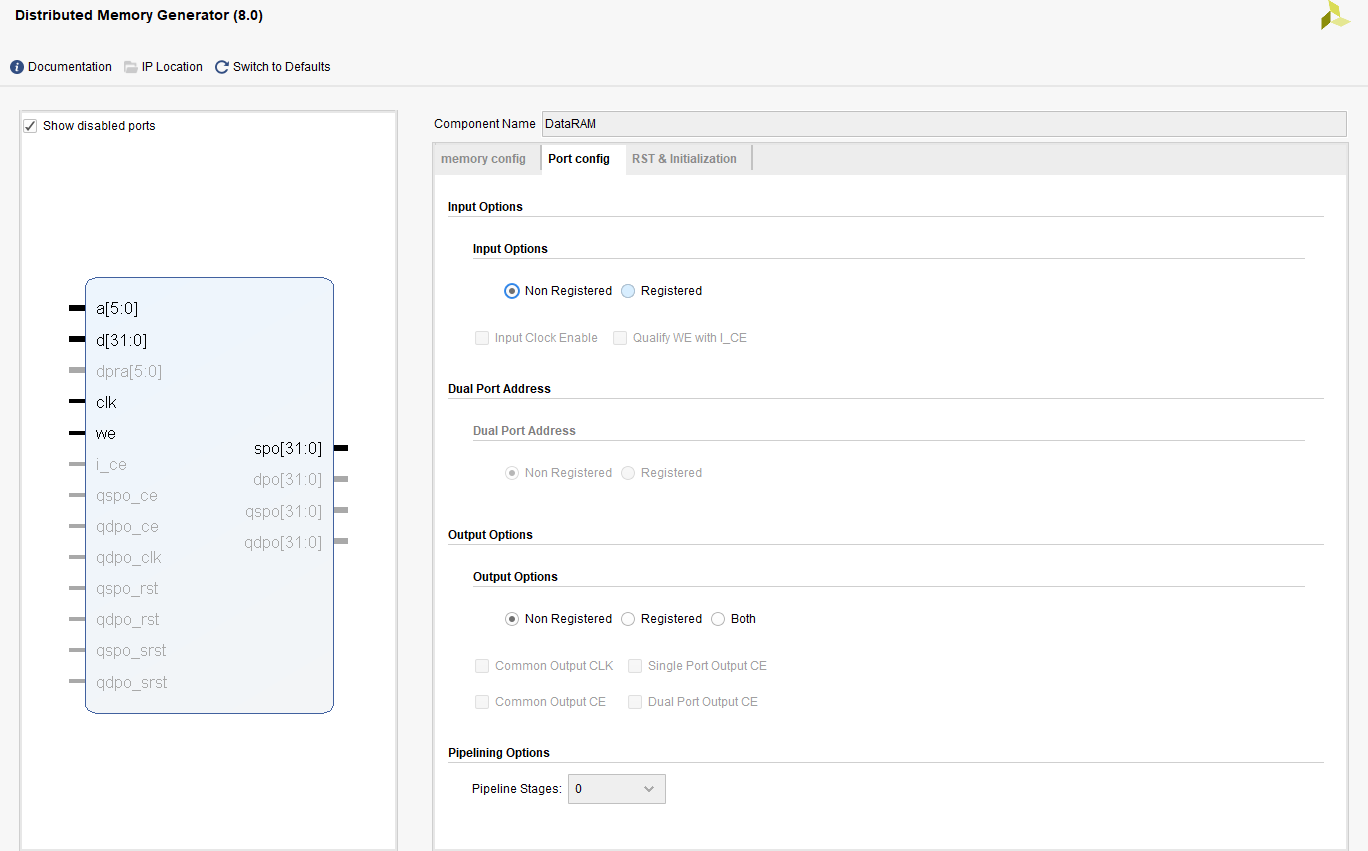 Distributed Memory Generator (8.0)
Documentation IP Location Switch to Defaults
Show disabled ports
a[5:0]
d[31:0]
dpra[5:0]
clk
we
i_ce
qspo_ce
qdpo_ce
qdpo_clk
qspo_rst
qdpo_rst
qspo_srst
qdpo_srst
spo[31:0]
dpo[31:0]
qspo[31:0]
qdpo[31:0]
Component Name DataRAM
memory config Port config RST & Initialization
Input Options
Input Options
Non Registered Registered
Input Clock Enable Qualify WE with I_CE
Dual Port Address
Dual Port Address
Non Registered Registered
Output Options
Output Options
Non Registered Registered Both
Common Output CLK Single Port Output CE
Common Output CE Dual Port Output CE
Pipelining Options
Pipeline Stages: 0